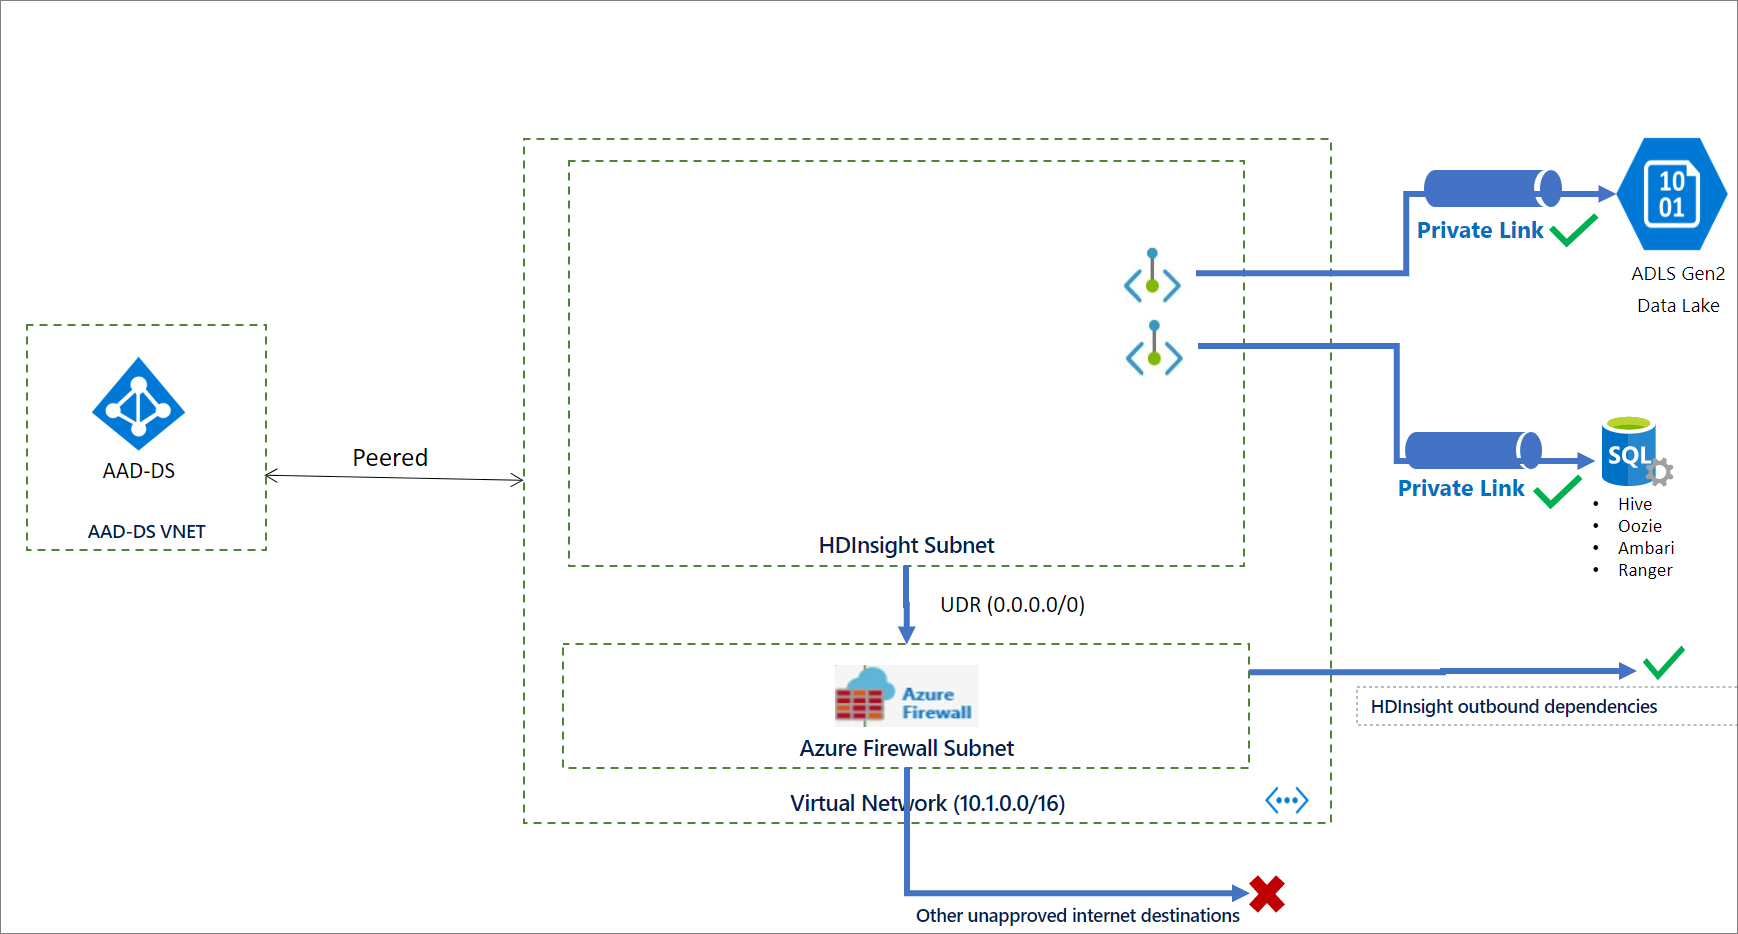 10
01
Private Link
ADLS Gen2
Data Lake
AAD-DS
AAD-DS VNET
Peered
SQL
Private Link
Hive
Oozie
Ambari
Ranger
HDInsight Subnet
UDR (0.0.0.0/0)
Azure
Firewall
Azure Firewall Subnet
HDInsight outbound dependencies
Virtual Network (10.1.0.0/16)
Other unapproved internet destinations